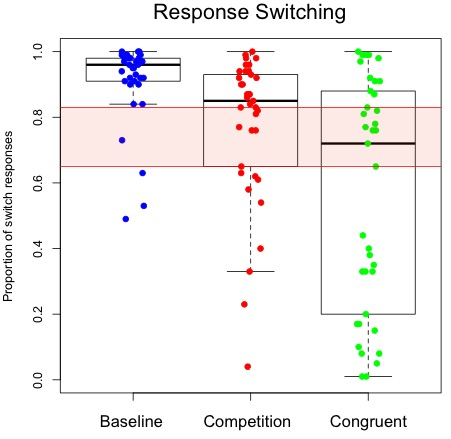 Response Switching
Proportion of switch responses
1.0
0.8
0.6
0.4
0.2
0.0
Baseline Competition Congruent